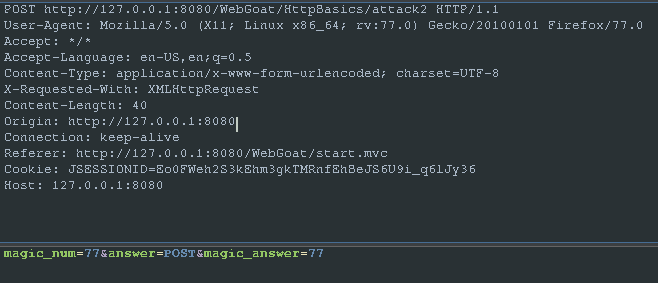 POST http://127.0.0.1:8080/WebGoat/HttpBasics/attack2 HTTP/1.1
User-Agent: Mozilla/5.0 (X11; Linux x86_64; rv:77.0) Gecko/20100101 Firefox/77.0
Accept: */*
Accept-Language: en-US,en;q=0.5
Content-Type: application/x-www-form-urlencoded; charset=UTF-8
X-Requested-With: XMLHttpRequest
Content-Length: 40
Origin: http://127.0.0.1:8080
Connection: keep-alive
Referer: http://127.0.0.1:8080/WebGoat/start.mvc
Cookie: JSESSIONID=Eo0FWeh2S3kEhm3gkTMRnfEhBeJS6U9i_q6lJy36
Host: 127.0.0.1:8080
magic_num=77&answer=POST&magic_answer=77